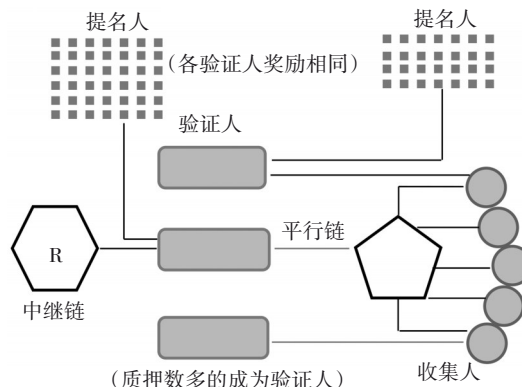 提名人
提名人
（各验证人奖励相同）
验证人
平行链
R
中继链
收集人
（质押数多的成为验证人）